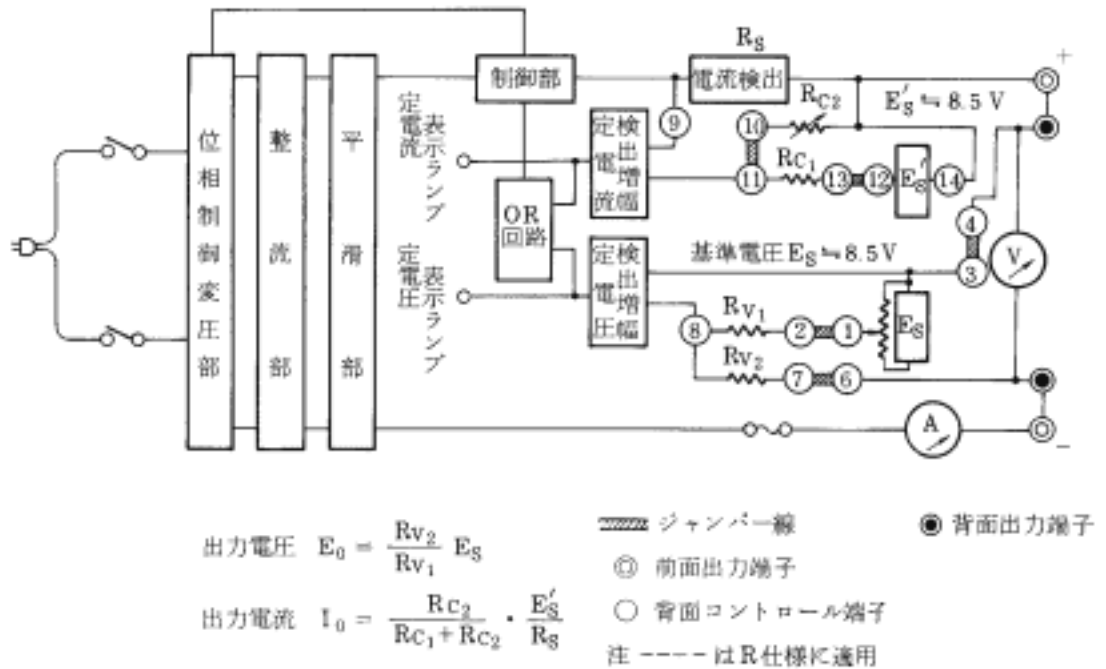 位相制御変圧部
整流部
平滑部
制御部
定電流
表示ランプ
定電圧
表示ランプ
OR
回路
定電流
検出増幅
定電圧
検出増幅
RS
電流検出
RC2
E'S ≒ 8.5 V
+
⑨
⑩
⑪
RC1
⑬
⑫
E'S
⑭
④
③
V
基準電圧 ES ≒ 8.5 V
⑧
RV1
②
①
ES
RV2
⑦
⑥
A
−
出力電圧 E0 = RV2/RV1 ES
出力電流 I0 = RC2/(RC1+RC2) · E'S/RS
ジャンパー線
◎ 前面出力端子
○ 背面コントロール端子
注 ---- はR仕様に適用
◉ 背面出力端子